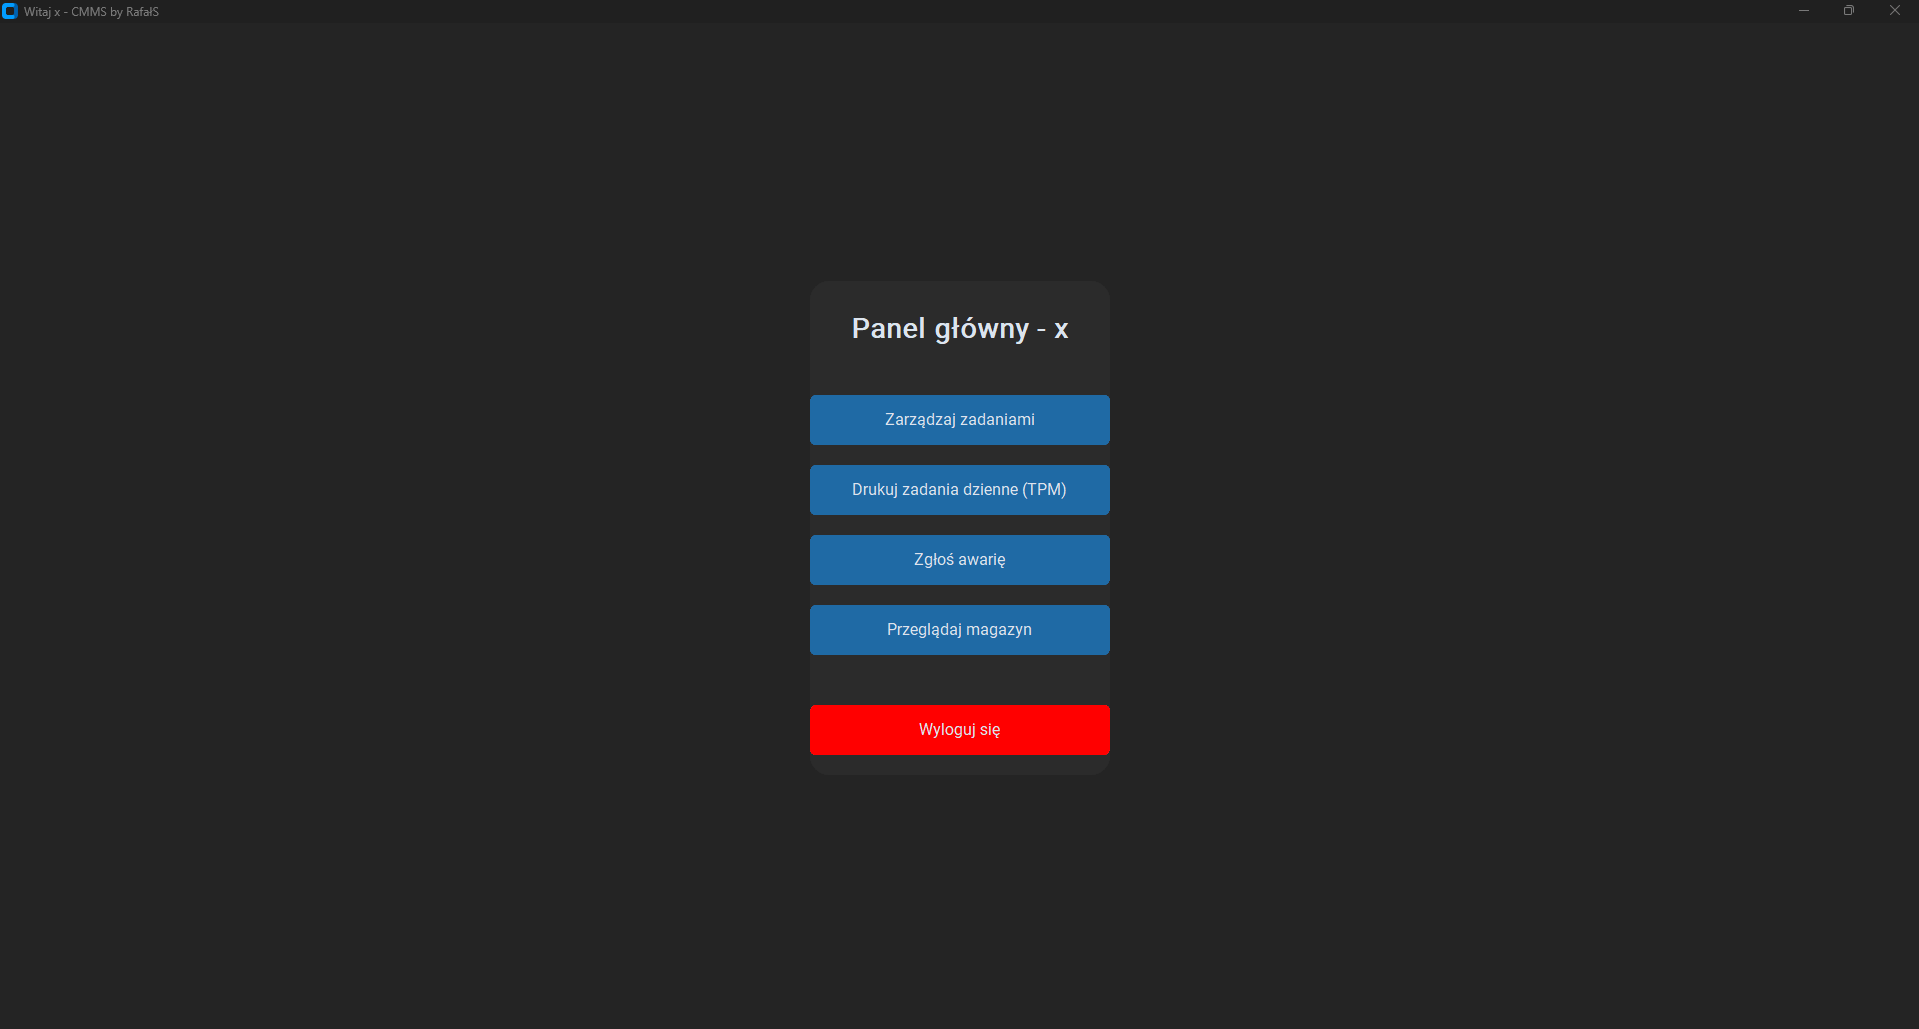 Witaj x - CMMS by RafałS
Panel główny - x
Zarządzaj zadaniami
Drukuj zadania dzienne (TPM)
Zgłoś awarię
Przeglądaj magazyn
Wyloguj się